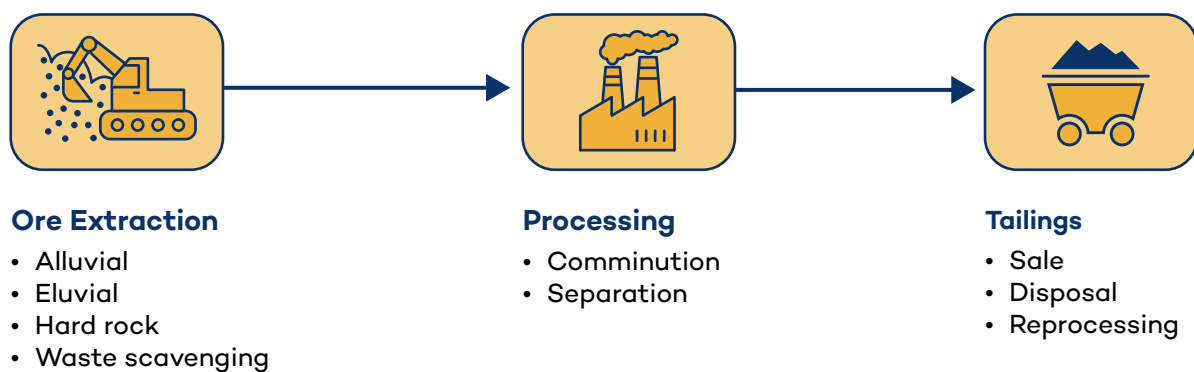 Ore Extraction
• Alluvial
• Eluvial
• Hard rock
• Waste scavenging
Processing
• Comminution
• Separation
Tailings
• Sale
• Disposal
• Reprocessing